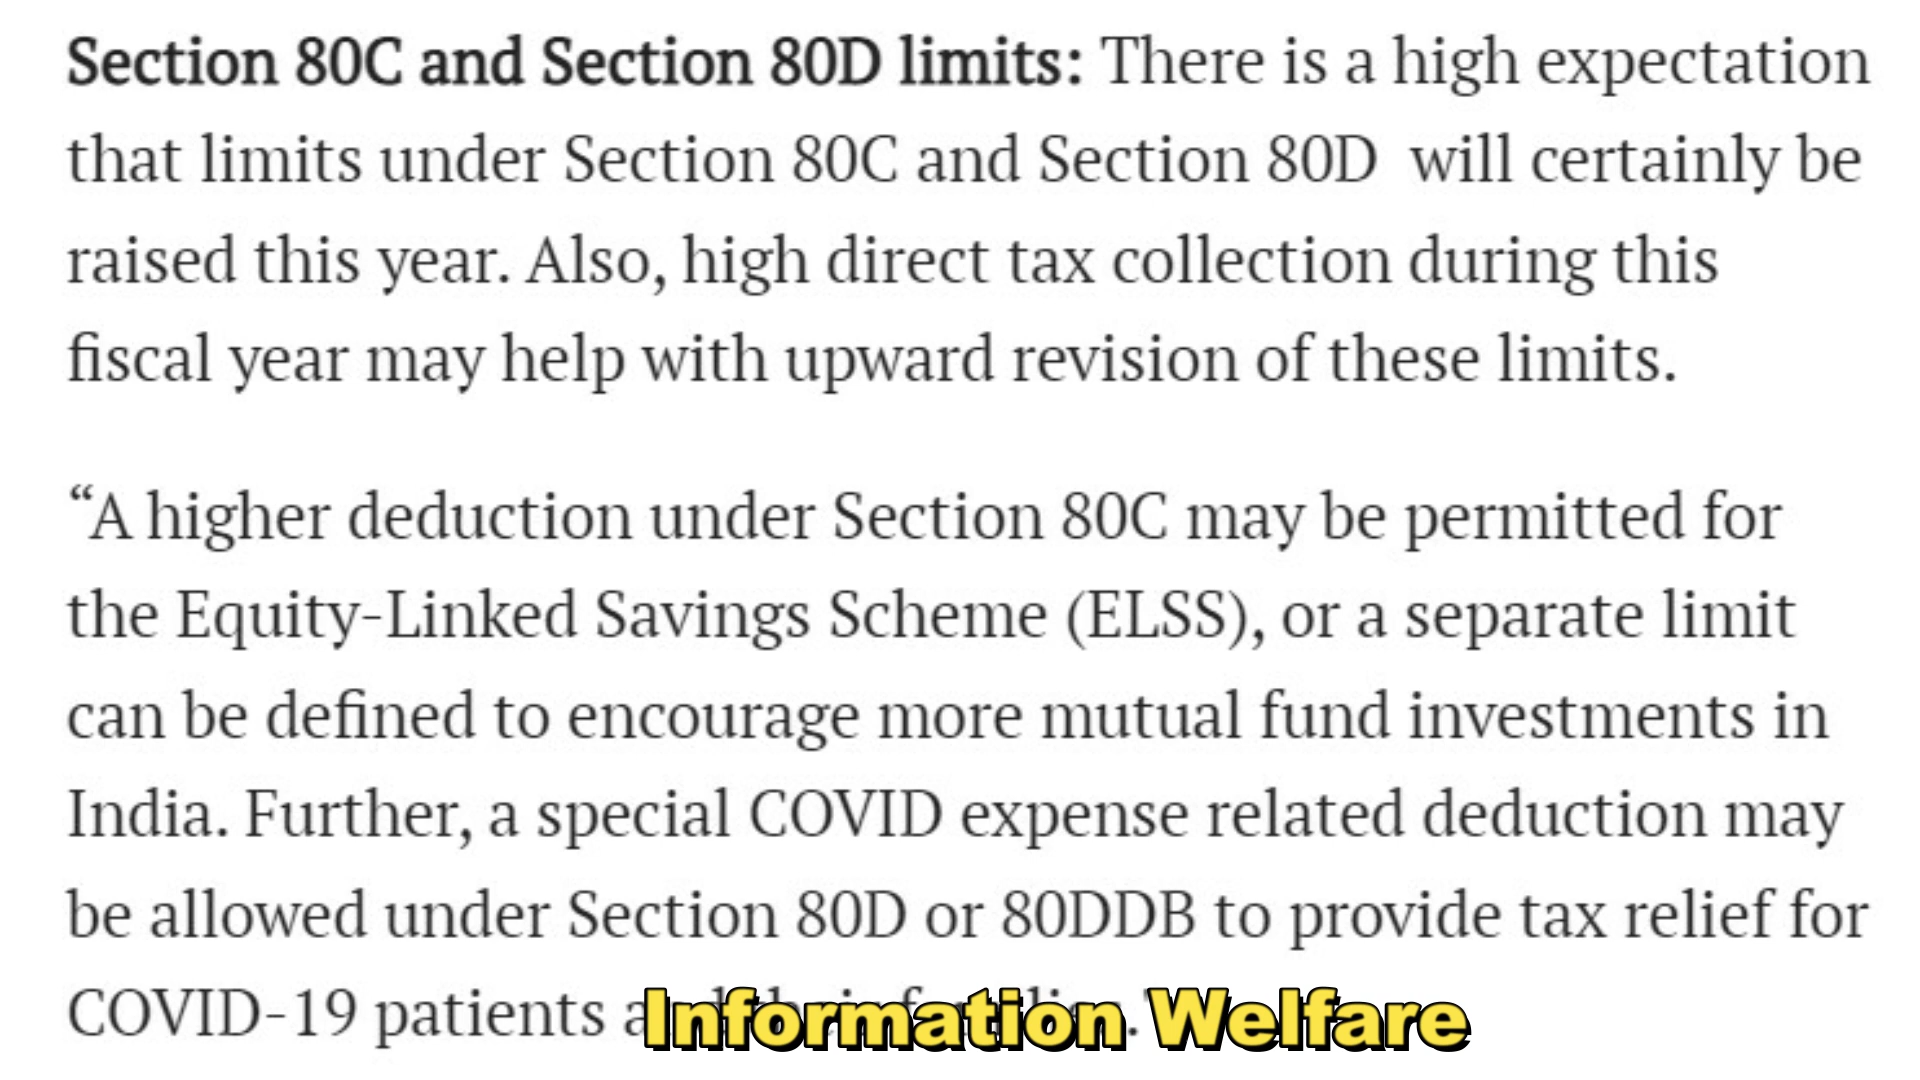 Section 80C and Section 80D limits: There is a high expectation
that limits under Section 80C and Section 80D will certainly be
raised this year. Also, high direct tax collection during this
fiscal year may help with upward revision of these limits.
“A higher deduction under Section 80C may be permitted for
the Equity-Linked Savings Scheme (ELSS), or a separate limit
can be defined to encourage more mutual fund investments in
India. Further, a special COVID expense related deduction may
be allowed under Section 80D or 80DDB to provide tax relief for
COVID-19 patients
Information Welfare